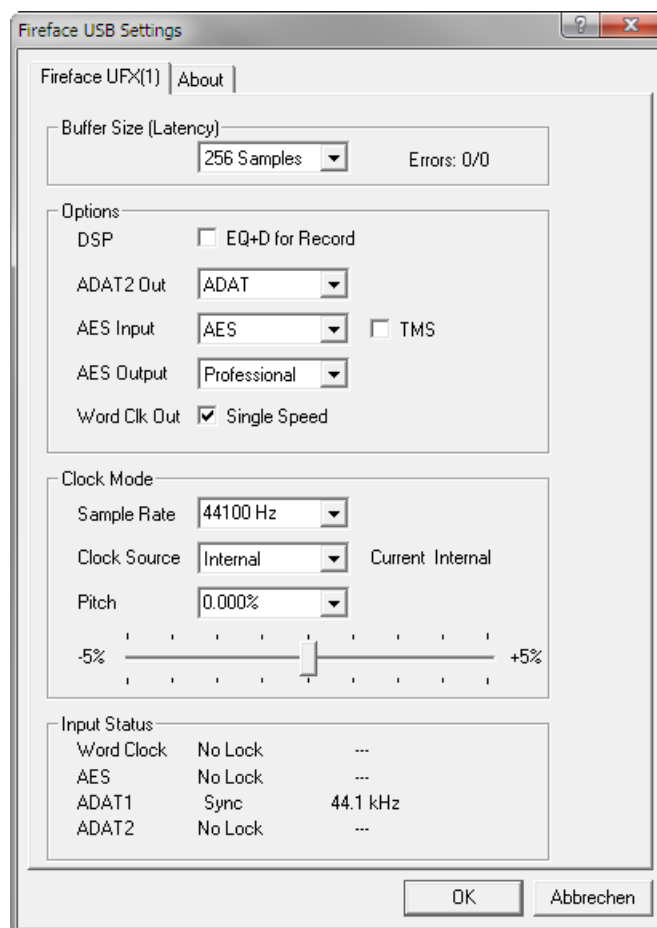 Fireface USB Settings
Fireface UFX(1) About
Buffer Size (Latency)
256 Samples Errors: 0/0
Options
DSP EQ+D for Record
ADAT2 Out ADAT
AES Input AES TMS
AES Output Professional
Word Clk Out Single Speed
Clock Mode
Sample Rate 44100 Hz
Clock Source Internal Current Internal
Pitch 0.000%
-5% +5%
Input Status
Word Clock No Lock ---
AES No Lock ---
ADAT1 Sync 44.1 kHz
ADAT2 No Lock ---
OK Abbrechen